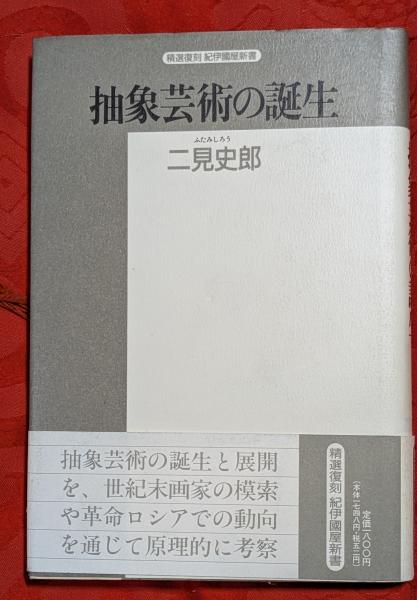 精選復刻 紀伊國屋新書
抽象芸術の誕生
ふたみしろう
二見史郎
抽象芸術の誕生と展開
を、世紀末画家の模索
や革命ロシアでの動向
を通じて原理的に考察
精選復刻 紀伊國屋新書
定価一八〇〇円
(本体一七四八円・税五二円)